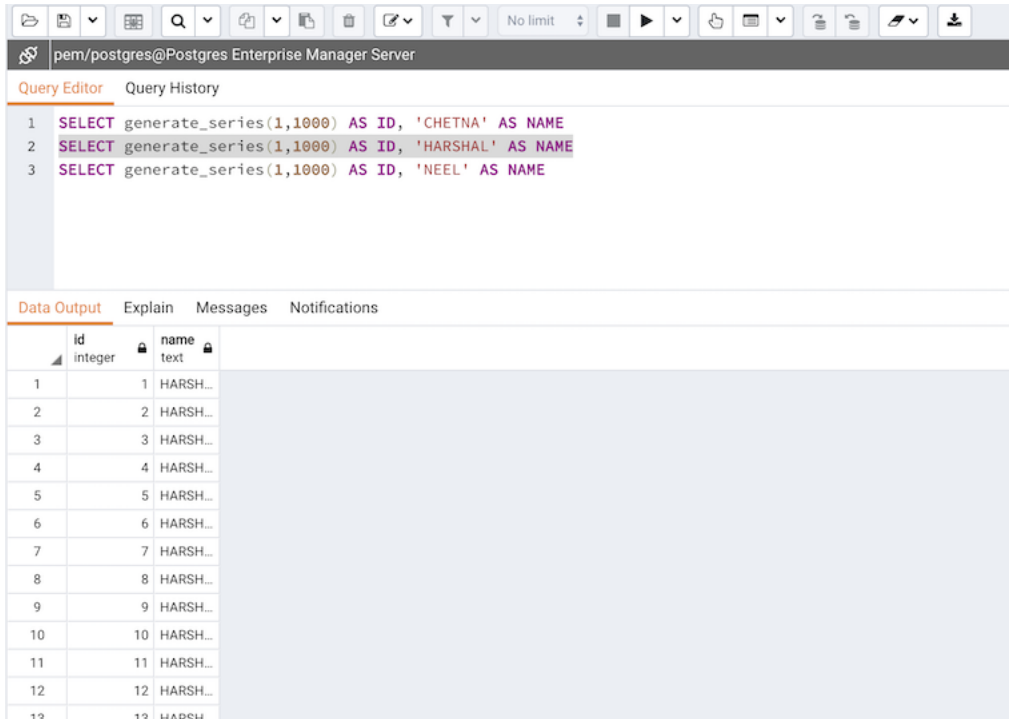 No limit
pem/postgres@Postgres Enterprise Manager Server
Query Editor Query History
1 SELECT generate_series(1,1000) AS ID, 'CHETNA' AS NAME
2 SELECT generate_series(1,1000) AS ID, 'HARSHAL' AS NAME
3 SELECT generate_series(1,1000) AS ID, 'NEEL' AS NAME
Data Output Explain Messages Notifications
id name
integer text
1 1 HARSH...
2 2 HARSH...
3 3 HARSH...
4 4 HARSH...
5 5 HARSH...
6 6 HARSH...
7 7 HARSH...
8 8 HARSH...
9 9 HARSH...
10 10 HARSH...
11 11 HARSH...
12 12 HARSH...
13 13 HARSH...